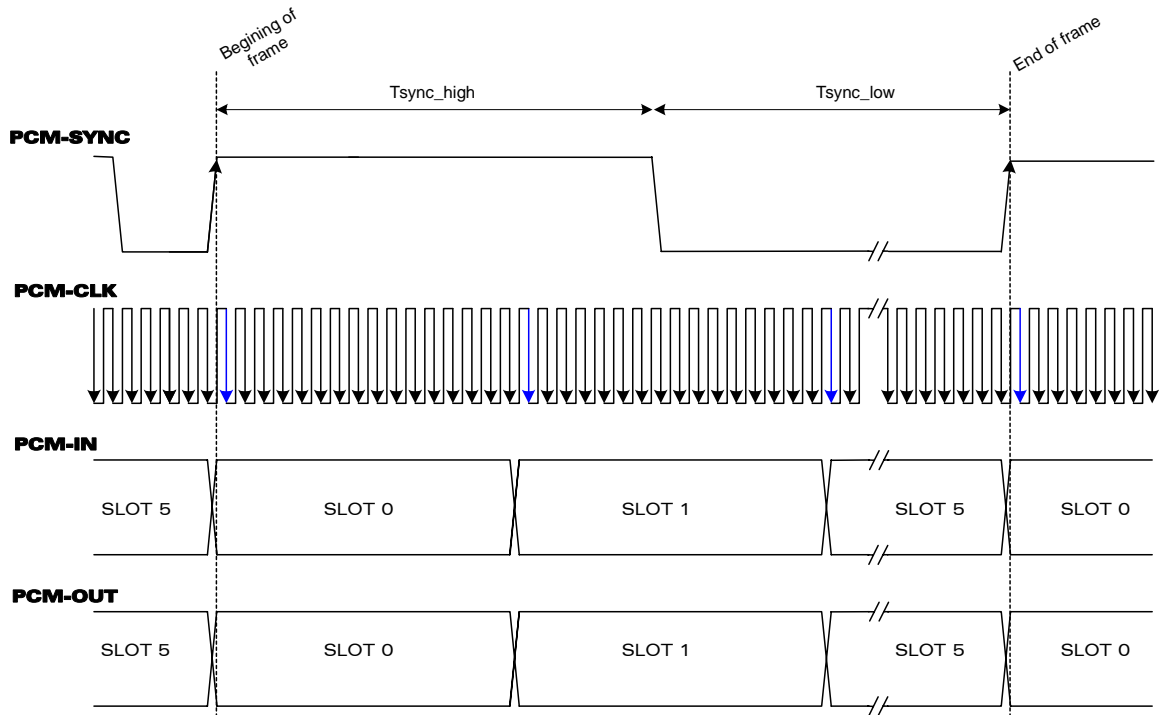 Begining of
frame
End of frame
Tsync_high
Tsync_low
PCM-SYNC
PCM-CLK
PCM-IN
SLOT 5
SLOT 0
SLOT 1
SLOT 5
SLOT 0
PCM-OUT
SLOT 5
SLOT 0
SLOT 1
SLOT 5
SLOT 0